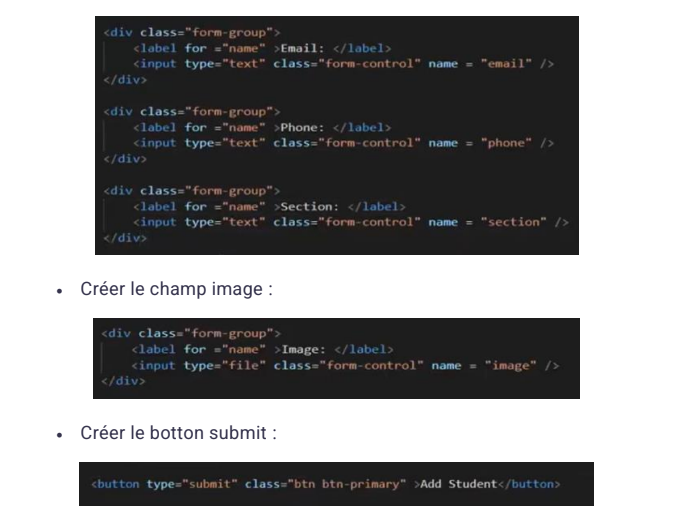 <div class="form-group">
<label for ="name" >Email: </label>
<input type="text" class="form-control" name = "email" />
</div>
<div class="form-group">
<label for ="name" >Phone: </label>
<input type="text" class="form-control" name = "phone" />
</div>
<div class="form-group">
<label for ="name" >Section: </label>
<input type="text" class="form-control" name = "section" />
</div>
• Créer le champ image :
<div class="form-group">
<label for ="name" >Image: </label>
<input type="file" class="form-control" name = "image" />
</div>
• Créer le botton submit :
<button type="submit" class="btn btn-primary" >Add Student</button>